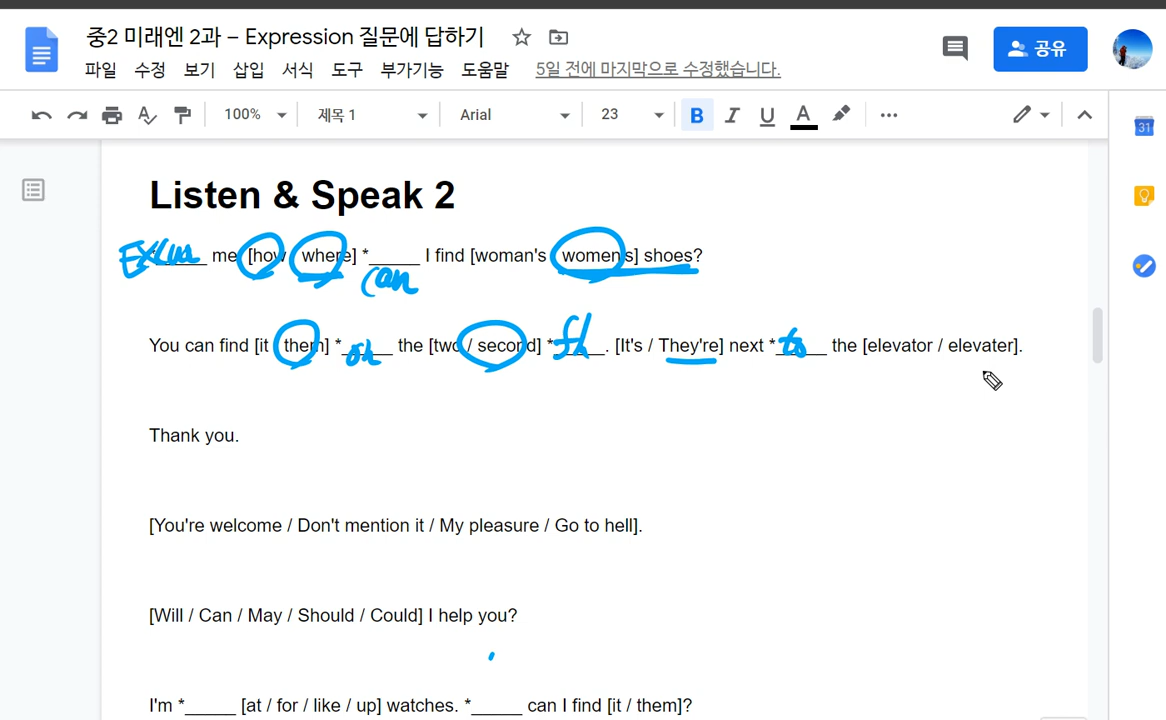 중2 미래엔 2과 – Expression 질문에 답하기
파일 수정 보기 삽입 서식 도구 부가기능 도움말 5일 전에 마지막으로 수정했습니다.
공유
100% 제목 1 Arial 23 B I U A
31
Listen & Speak 2
*_____ me [how / where] *_____ I find [woman's / women's] shoes?
can
You can find [it / them] *_____ the [two / second] *_____. [It's / They're] next *_____ the [elevator / elevater].
on fl to
Thank you.
[You're welcome / Don't mention it / My pleasure / Go to hell].
[Will / Can / May / Should / Could] I help you?
I'm *_____ [at / for / like / up] watches. *_____ can I find [it / them]?